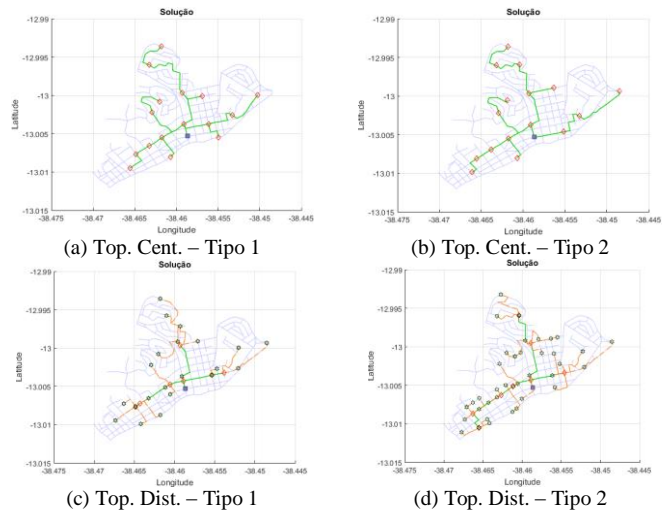 Solução
Solução
-12.99
-12.99
-12.995
-12.995
-13
-13
-13.005
-13.005
-13.01
-13.01
-13.015
-13.015
Latitude
Latitude
-38.475 -38.47 -38.465 -38.46 -38.455 -38.45 -38.445
-38.475 -38.47 -38.465 -38.46 -38.455 -38.45 -38.445
Longitude
Longitude
(a) Top. Cent. – Tipo 1
(b) Top. Cent. – Tipo 2
Solução
Solução
-12.99
-12.99
-12.995
-12.995
-13
-13
-13.005
-13.005
-13.01
-13.01
-13.015
-13.015
Latitude
Latitude
-38.475 -38.47 -38.465 -38.46 -38.455 -38.45 -38.445
-38.475 -38.47 -38.465 -38.46 -38.455 -38.45 -38.445
Longitude
Longitude
(c) Top. Dist. – Tipo 1
(d) Top. Dist. – Tipo 2